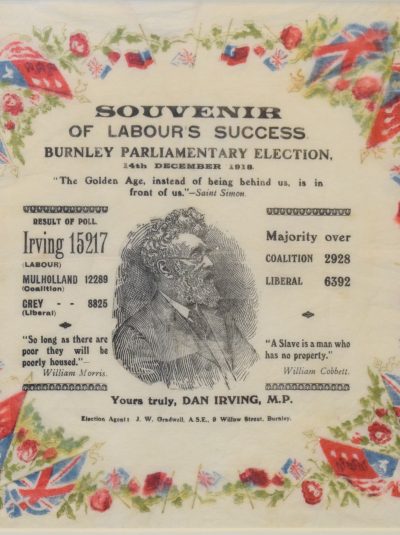 SOUVENIR
OF LABOUR'S SUCCESS
BURNLEY PARLIAMENTARY ELECTION,
14th DECEMBER 1918.
"The Golden Age, instead of being behind us, is in
front of us."—Saint Simon.
RESULT OF POLL.
Irving 15217
(LABOUR)
MULHOLLAND 12289
(Coalition)
GREY - - 8825
(Liberal)
"So long as there are
poor they will be
poorly housed."—
William Morris.
Majority over
COALITION 2928
LIBERAL 6392
"A Slave is a man who
has no property."
William Cobbett.
Yours truly, DAN IRVING, M.P.
Election Agent: J. W. Gradwell, A.S.E., 9 Willow Street, Burnley.